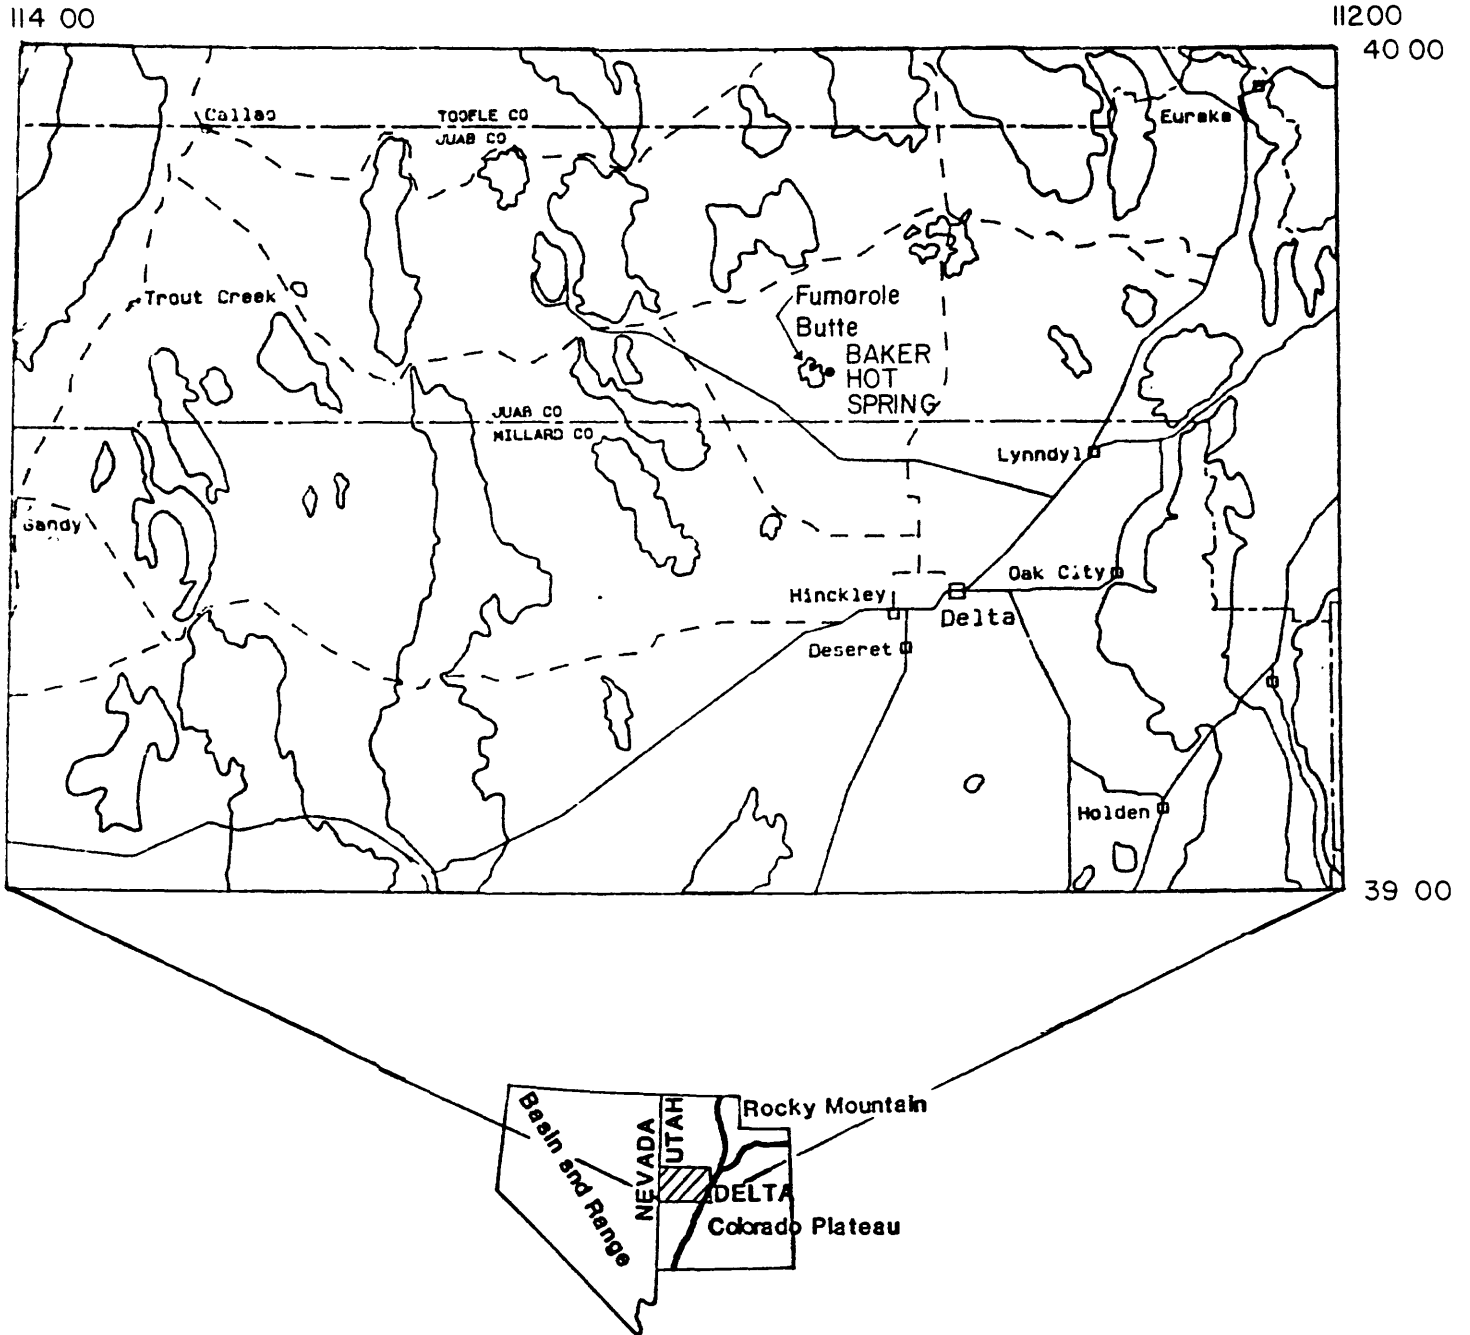 114 00
11200
40 00
Callao
TOOELE CO
JUAB CO
Eureka
Trout Creek
Fumarole
Butte
BAKER
HOT
SPRING
JUAB CO
MILLARD CO
Lynndyl
Gandy
Oak City
Hinckley
Delta
Deseret
Holden
39 00
Rocky Mountain
Basin and Range
NEVADA
UTAH
DELTA
Colorado Plateau